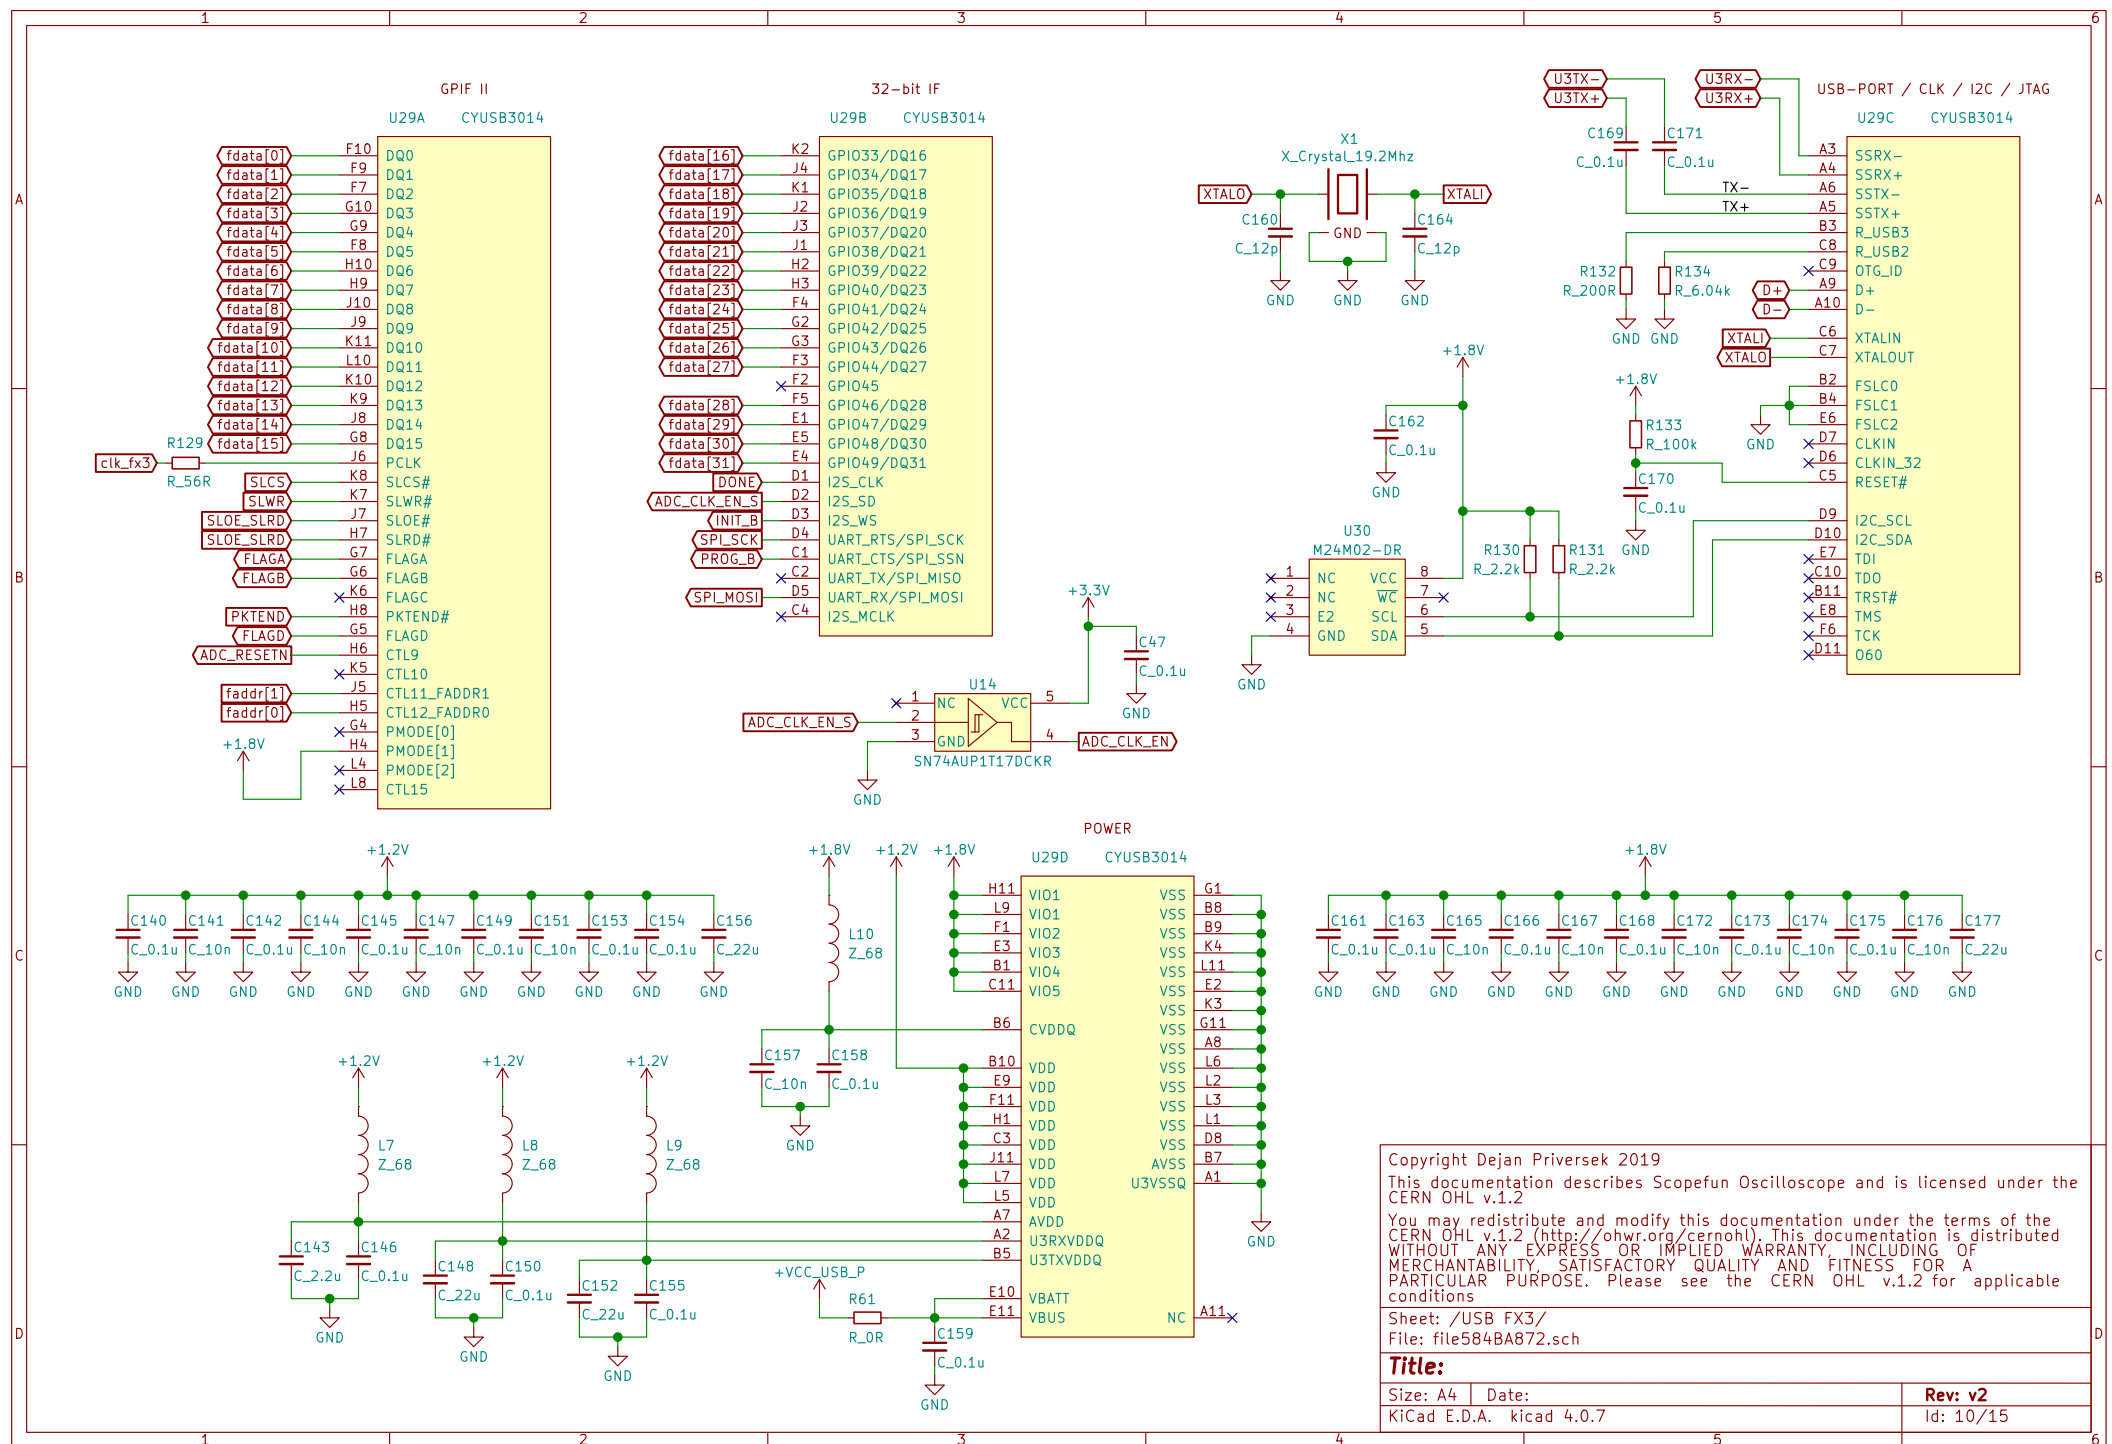 1 2 3 4 5 6
A
B
C
D
GPIF II
U29A CYUSB3014
fdata[0] F10 DQ0
fdata[1] F9 DQ1
fdata[2] F7 DQ2
fdata[3] G10 DQ3
fdata[4] G9 DQ4
fdata[5] F8 DQ5
fdata[6] H10 DQ6
fdata[7] H9 DQ7
fdata[8] J10 DQ8
fdata[9] J9 DQ9
fdata[10] K11 DQ10
fdata[11] L10 DQ11
fdata[12] K10 DQ12
fdata[13] K9 DQ13
fdata[14] J8 DQ14
fdata[15] G8 DQ15
R129
clk_fx3 J6 PCLK
R_56R
SLCS K8 SLCS#
SLWR K7 SLWR#
SLOE_SLRD J7 SLOE#
SLOE_SLRD H7 SLRD#
FLAGA G7 FLAGA
FLAGB G6 FLAGB
K6 FLAGC
PKTEND H8 PKTEND#
FLAGD G5 FLAGD
ADC_RESETN H6 CTL9
K5 CTL10
faddr[1] J5 CTL11_FADDR1
faddr[0] H5 CTL12_FADDR0
G4 PMODE[0]
+1.8V
H4 PMODE[1]
L4 PMODE[2]
L8 CTL15
32-bit IF
U29B CYUSB3014
fdata[16] K2 GPIO33/DQ16
fdata[17] J4 GPIO34/DQ17
fdata[18] K1 GPIO35/DQ18
fdata[19] J2 GPIO36/DQ19
fdata[20] J3 GPIO37/DQ20
fdata[21] J1 GPIO38/DQ21
fdata[22] H2 GPIO39/DQ22
fdata[23] H3 GPIO40/DQ23
fdata[24] F4 GPIO41/DQ24
fdata[25] G2 GPIO42/DQ25
fdata[26] G3 GPIO43/DQ26
fdata[27] F3 GPIO44/DQ27
F2 GPIO45
fdata[28] F5 GPIO46/DQ28
fdata[29] E1 GPIO47/DQ29
fdata[30] E5 GPIO48/DQ30
fdata[31] E4 GPIO49/DQ31
DONE D1 I2S_CLK
ADC_CLK_EN_S D2 I2S_SD
INIT_B D3 I2S_WS
SPI_SCK D4 UART_RTS/SPI_SCK
PROG_B C1 UART_CTS/SPI_SSN
C2 UART_TX/SPI_MISO
SPI_MOSI D5 UART_RX/SPI_MOSI
C4 I2S_MCLK
X1
X_Crystal_19.2Mhz
XTALO XTALI
C160 C164
GND
C_12p C_12p
GND GND GND
U3TX- U3RX-
U3TX+ U3RX+
C169 C171
C_0.1u C_0.1u
TX-
TX+
USB-PORT / CLK / I2C / JTAG
U29C CYUSB3014
A3 SSRX-
A4 SSRX+
A6 SSTX-
A5 SSTX+
B3 R_USB3
C8 R_USB2
C9 OTG_ID
D+ A9 D+
D- A10 D-
XTALI C6 XTALIN
XTALO C7 XTALOUT
B2 FSLC0
B4 FSLC1
E6 FSLC2
D7 CLKIN
D6 CLKIN_32
C5 RESET#
D9 I2C_SCL
D10 I2C_SDA
E7 TDI
C10 TDO
B11 TRST#
E8 TMS
F6 TCK
D11 O60
R132 R134
R_200R R_6.04k
GND GND
+1.8V
R133
R_100k
GND
C170
C_0.1u
GND
+1.8V
C162
C_0.1u
GND
U30
M24M02-DR
1 NC VCC 8
2 NC WC 7
3 E2 SCL 6
4 GND SDA 5
GND
R130 R131
R_2.2k R_2.2k
+3.3V
C47
C_0.1u
GND
U14
1 NC VCC 5
ADC_CLK_EN_S 2
3 GND 4 ADC_CLK_EN
SN74AUP1T17DCKR
GND
+1.2V
C140 C141 C142 C144 C145 C147 C149 C151 C153 C154 C156
C_0.1u C_10n C_0.1u C_10n C_0.1u C_10n C_0.1u C_10n C_0.1u C_0.1u C_22u
GND GND GND GND GND GND GND GND GND GND GND
POWER
U29D CYUSB3014
+1.8V +1.2V +1.8V
L10
Z_68
C157 C158
C_10n C_0.1u
GND
H11 VIO1
L9 VIO1
F1 VIO2
E3 VIO3
B1 VIO4
C11 VIO5
B6 CVDDQ
B10 VDD
E9 VDD
F11 VDD
H1 VDD
C3 VDD
J11 VDD
L7 VDD
L5 VDD
A7 AVDD
A2 U3RXVDDQ
B5 U3TXVDDQ
E10 VBATT
E11 VBUS
VSS G1
VSS B8
VSS B9
VSS K4
VSS L11
VSS E2
VSS K3
VSS G11
VSS A8
VSS L6
VSS L2
VSS L3
VSS L1
VSS D8
AVSS B7
U3VSSQ A1
NC A11
GND
+1.2V +1.2V +1.2V
L7 L8 L9
Z_68 Z_68 Z_68
C143 C146
C_2.2u C_0.1u
GND
C148 C150
C_22u C_0.1u
GND
C152 C155
C_22u C_0.1u
GND
+VCC_USB_P
R61
R_0R
C159
C_0.1u
GND
+1.8V
C161 C163 C165 C166 C167 C168 C172 C173 C174 C175 C176 C177
C_0.1u C_0.1u C_10n C_0.1u C_10n C_0.1u C_10n C_0.1u C_10n C_0.1u C_10n C_22u
GND GND GND GND GND GND GND GND GND GND GND GND
Copyright Dejan Priversek 2019
This documentation describes Scopefun Oscilloscope and is licensed under the
CERN OHL v.1.2
You may redistribute and modify this documentation under the terms of the
CERN OHL v.1.2 (http://ohwr.org/cernohl). This documentation is distributed
WITHOUT ANY EXPRESS OR IMPLIED WARRANTY, INCLUDING OF
MERCHANTABILITY, SATISFACTORY QUALITY AND FITNESS FOR A
PARTICULAR PURPOSE. Please see the CERN OHL v.1.2 for applicable
conditions
Sheet: /USB FX3/
File: file584BA872.sch
Title:
Size: A4 Date: Rev: v2
KiCad E.D.A. kicad 4.0.7 Id: 10/15
A
B
C
D
1 2 3 4 5 6